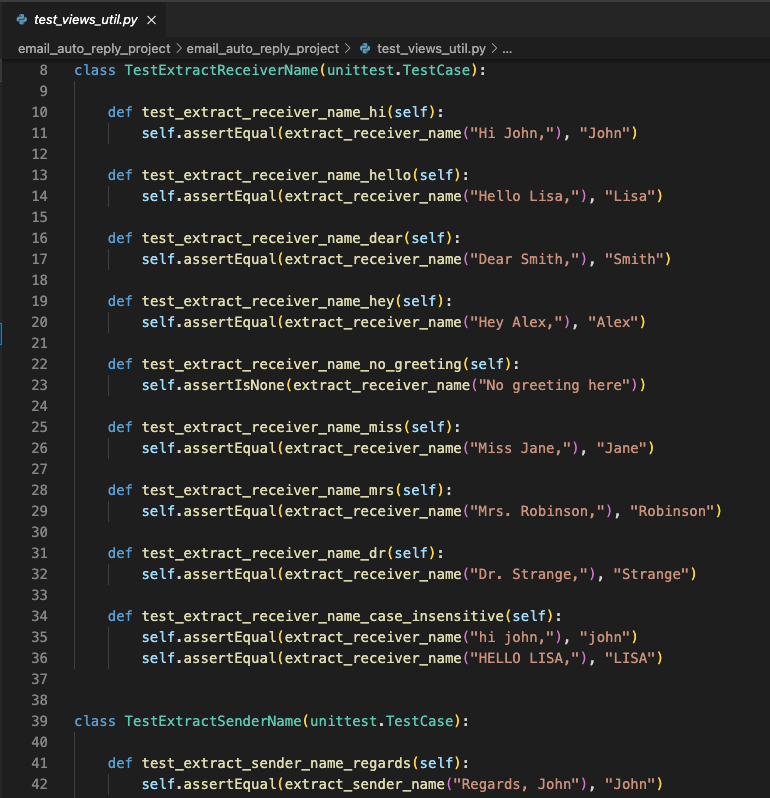 test_views_util.py ×
email_auto_reply_project > email_auto_reply_project > test_views_util.py > ...
8 class TestExtractReceiverName(unittest.TestCase):
9
10 def test_extract_receiver_name_hi(self):
11 self.assertEqual(extract_receiver_name("Hi John,"), "John")
12
13 def test_extract_receiver_name_hello(self):
14 self.assertEqual(extract_receiver_name("Hello Lisa,"), "Lisa")
15
16 def test_extract_receiver_name_dear(self):
17 self.assertEqual(extract_receiver_name("Dear Smith,"), "Smith")
18
19 def test_extract_receiver_name_hey(self):
20 self.assertEqual(extract_receiver_name("Hey Alex,"), "Alex")
21
22 def test_extract_receiver_name_no_greeting(self):
23 self.assertIsNone(extract_receiver_name("No greeting here"))
24
25 def test_extract_receiver_name_miss(self):
26 self.assertEqual(extract_receiver_name("Miss Jane,"), "Jane")
27
28 def test_extract_receiver_name_mrs(self):
29 self.assertEqual(extract_receiver_name("Mrs. Robinson,"), "Robinson")
30
31 def test_extract_receiver_name_dr(self):
32 self.assertEqual(extract_receiver_name("Dr. Strange,"), "Strange")
33
34 def test_extract_receiver_name_case_insensitive(self):
35 self.assertEqual(extract_receiver_name("hi john,"), "john")
36 self.assertEqual(extract_receiver_name("HELLO LISA,"), "LISA")
37
38
39 class TestExtractSenderName(unittest.TestCase):
40
41 def test_extract_sender_name_regards(self):
42 self.assertEqual(extract_sender_name("Regards, John"), "John")